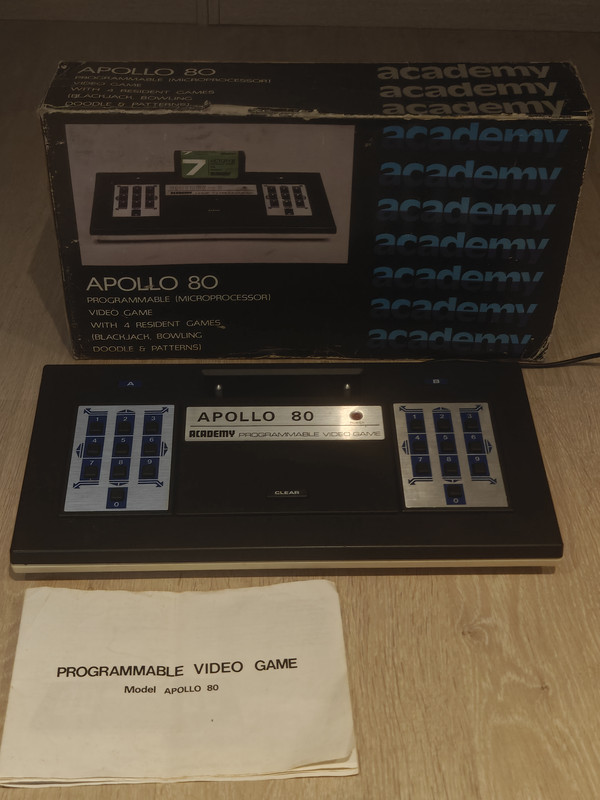 APOLLO 80
PROGRAMMABLE (MICROPROCESSOR)
VIDEO GAME
WITH 4 RESIDENT GAMES
(BLACKJACK, BOWLING
DOODLE & PATTERNS)
academy
academy
academy
7
APOLLO 80
PROGRAMMABLE (MICROPROCESSOR)
VIDEO GAME
WITH 4 RESIDENT GAMES
(BLACKJACK, BOWLING
DOODLE & PATTERNS)
academy
academy
academy
academy
academy
academy
academy
A
B
1 2 3
4 5 6
7 8 9
0
APOLLO 80
ACADEMY PROGRAMMABLE VIDEO GAME
CLEAR
1 2 3
4 5 6
7 8 9
0
PROGRAMMABLE VIDEO GAME
Model APOLLO 80